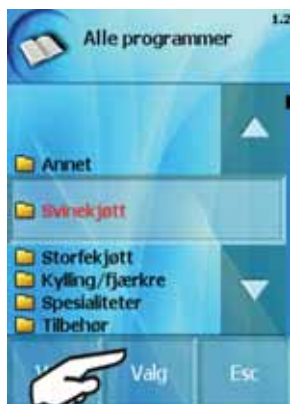 1.2
Alle programmer
Annet
Svinekjøtt
Storfekjøtt
Kylling/fjærkre
Spesialiteter
Tilbehør
Valg
Esc